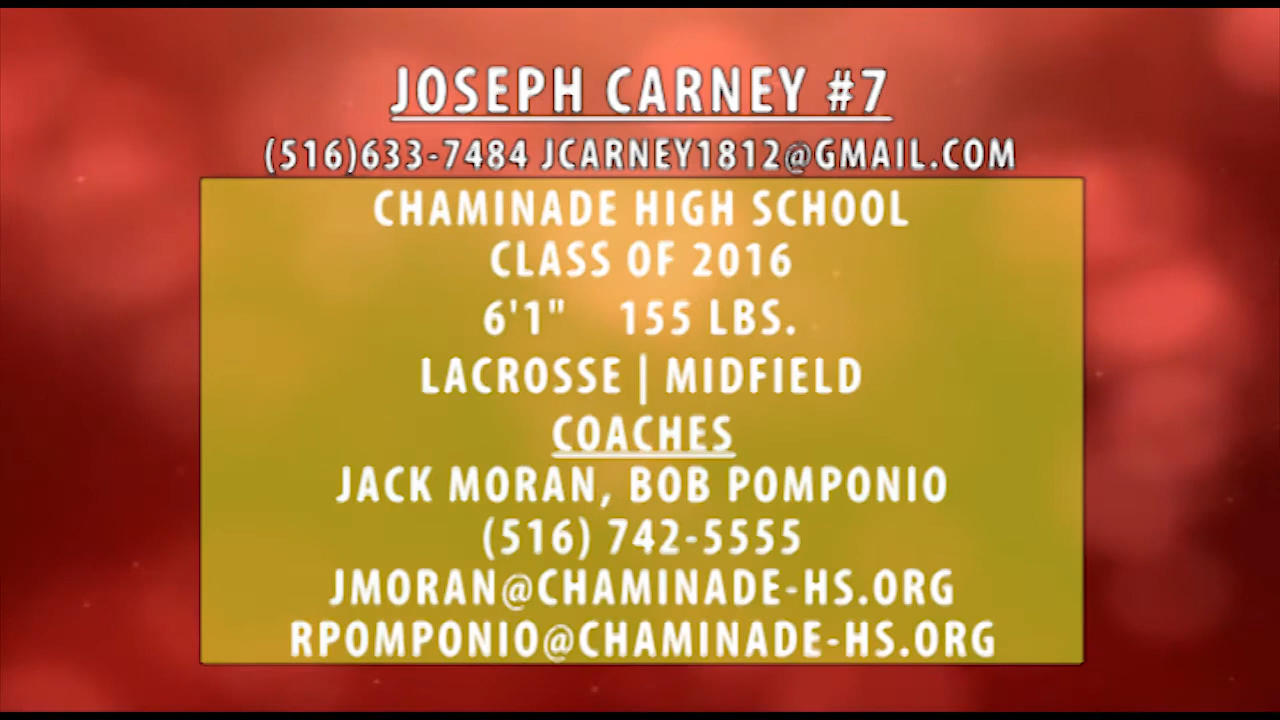 JOSEPH CARNEY #7
(516)633-7484 JCARNEY1812@GMAIL.COM
CHAMINADE HIGH SCHOOL
CLASS OF 2016
6'1" 155 LBS.
LACROSSE | MIDFIELD
COACHES
JACK MORAN, BOB POMPONIO
(516) 742-5555
JMORAN@CHAMINADE-HS.ORG
RPOMPONIO@CHAMINADE-HS.ORG